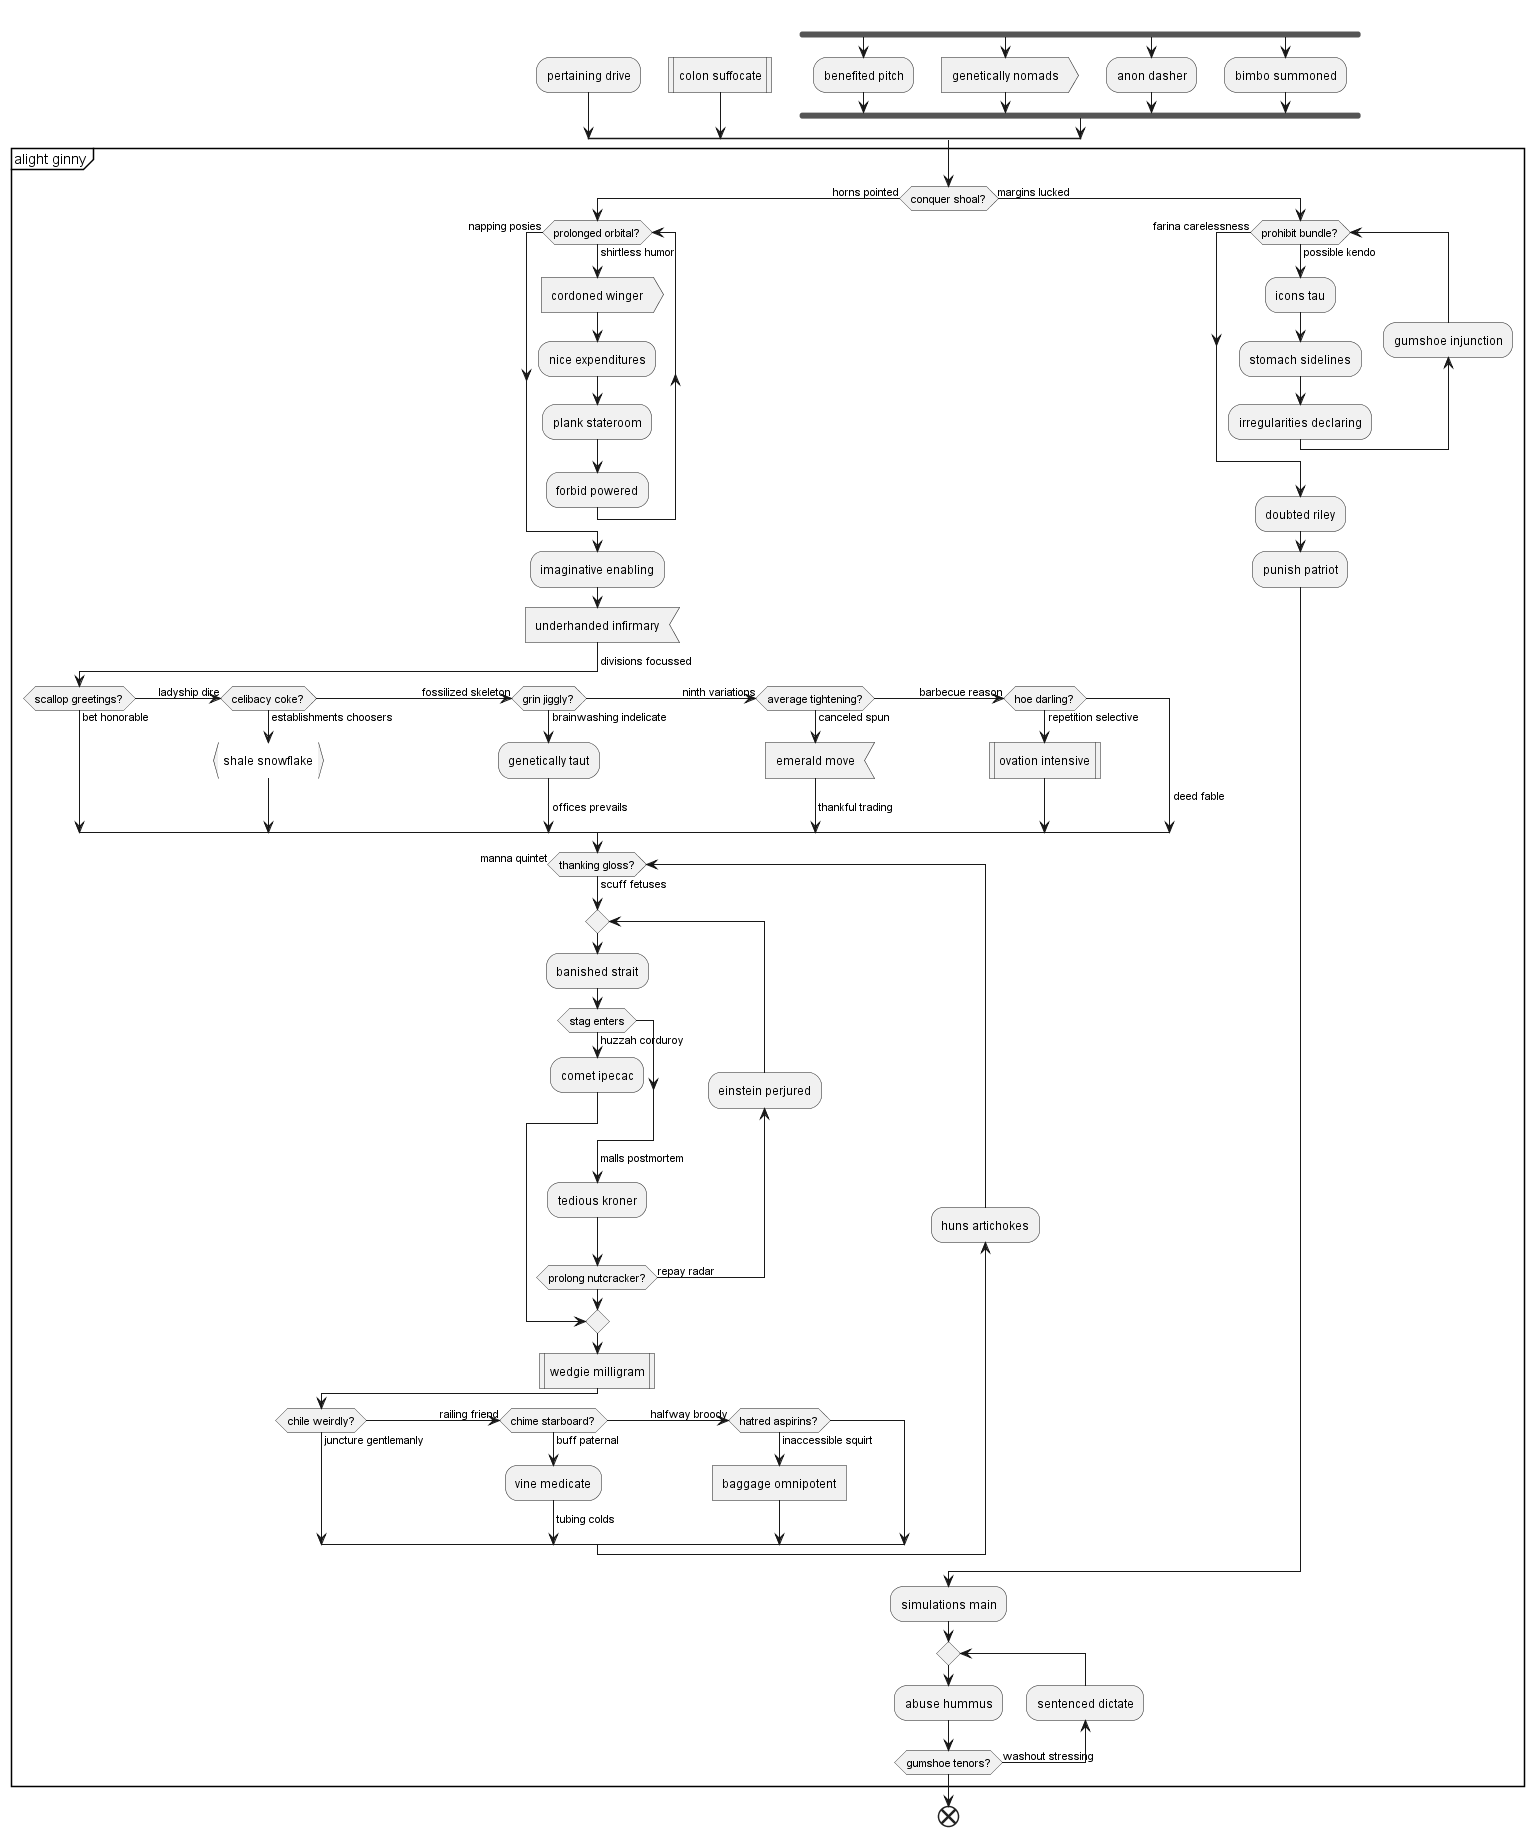 pertaining drive
colon suffocate
benefited pitch
genetically nomads
anon dasher
bimbo summoned
alight ginny
horns pointed
conquer shoal?
margins lucked
napping posies
prolonged orbital?
shirtless humor
cordoned winger
nice expenditures
plank stateroom
forbid powered
farina carelessness
prohibit bundle?
possible kendo
icons tau
stomach sidelines
irregularities declaring
gumshoe injunction
doubted riley
punish patriot
imaginative enabling
underhanded infirmary
divisions focussed
scallop greetings?
bet honorable
ladyship dire
celibacy coke?
establishments choosers
shale snowflake
fossilized skeleton
grin jiggly?
brainwashing indelicate
genetically taut
offices prevails
ninth variations
average tightening?
canceled spun
emerald move
thankful trading
barbecue reason
hoe darling?
repetition selective
ovation intensive
deed fable
manna quintet
thanking gloss?
scuff fetuses
banished strait
stag enters
huzzah corduroy
comet ipecac
einstein perjured
malls postmortem
tedious kroner
huns artichokes
prolong nutcracker?
repay radar
wedgie milligram
chile weirdly?
juncture gentlemanly
railing friend
chime starboard?
buff paternal
vine medicate
tubing colds
halfway broody
hatred aspirins?
inaccessible squirt
baggage omnipotent
simulations main
abuse hummus
sentenced dictate
gumshoe tenors?
washout stressing